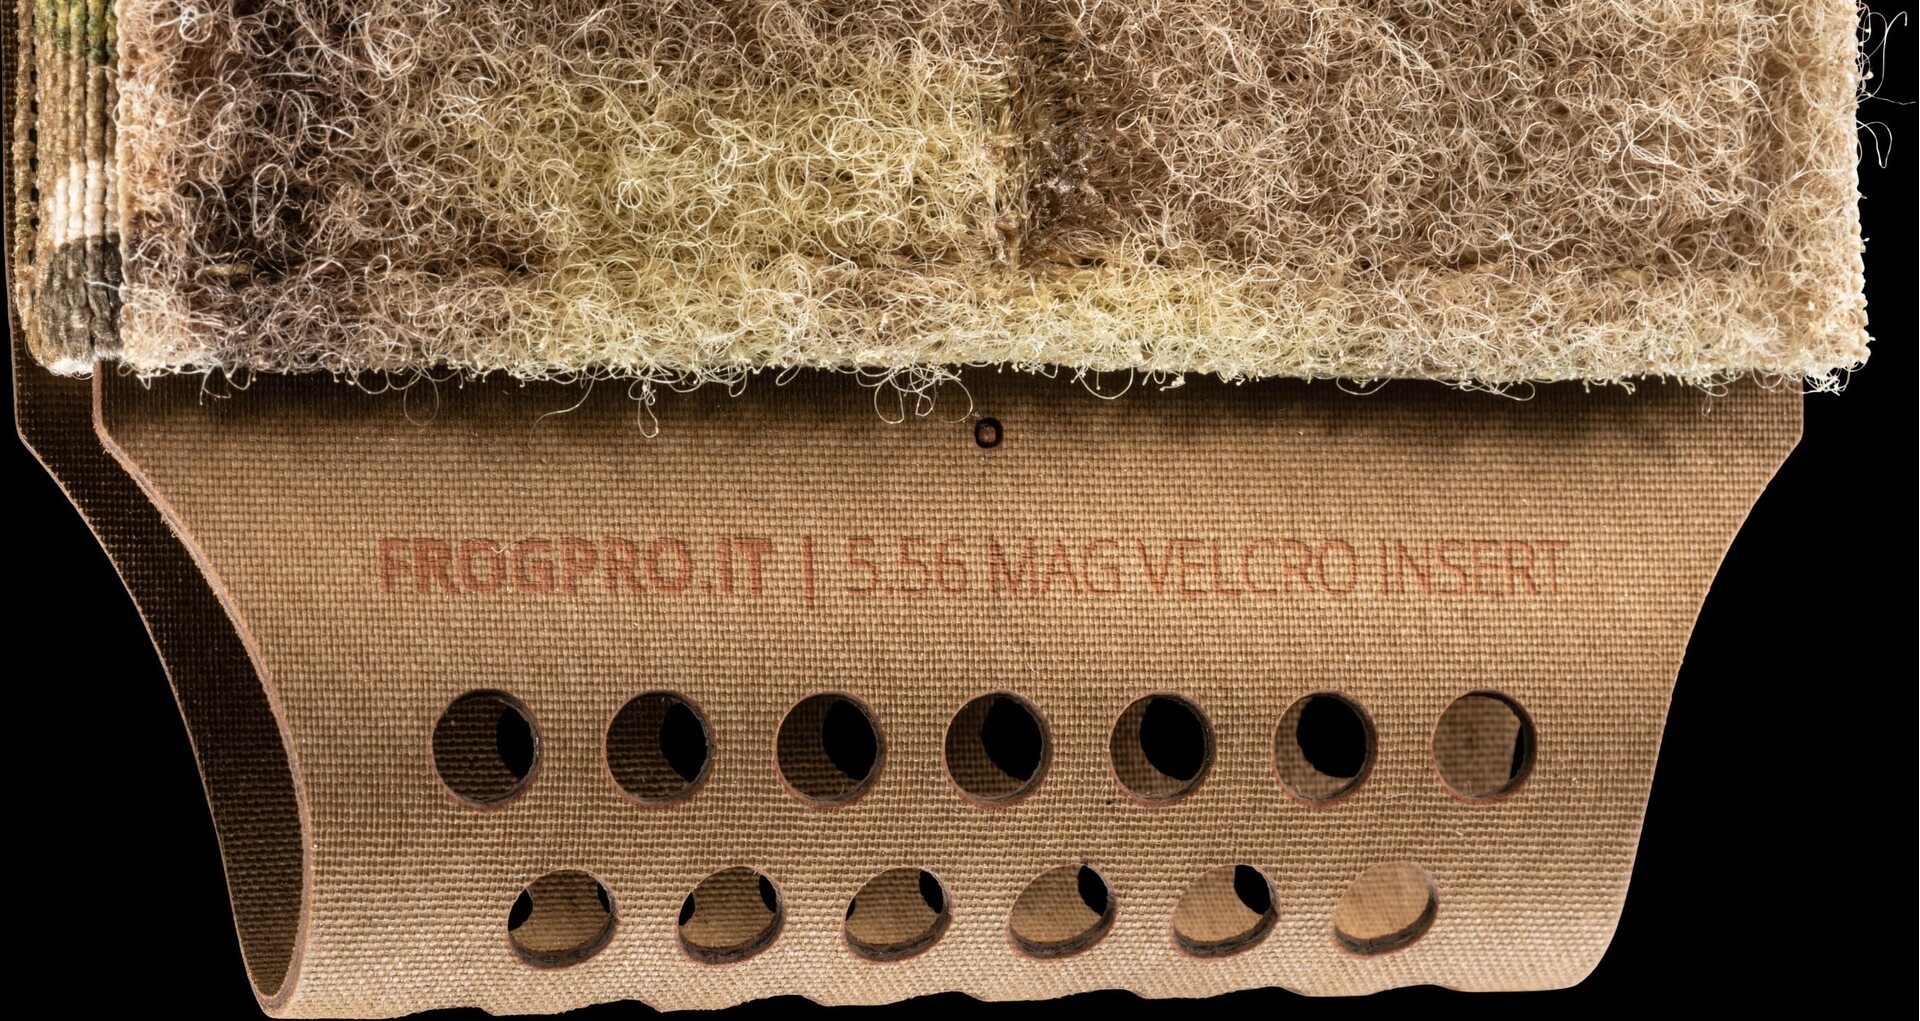 FROGPRO.IT | 5.56 MAG VELCRO INSERT